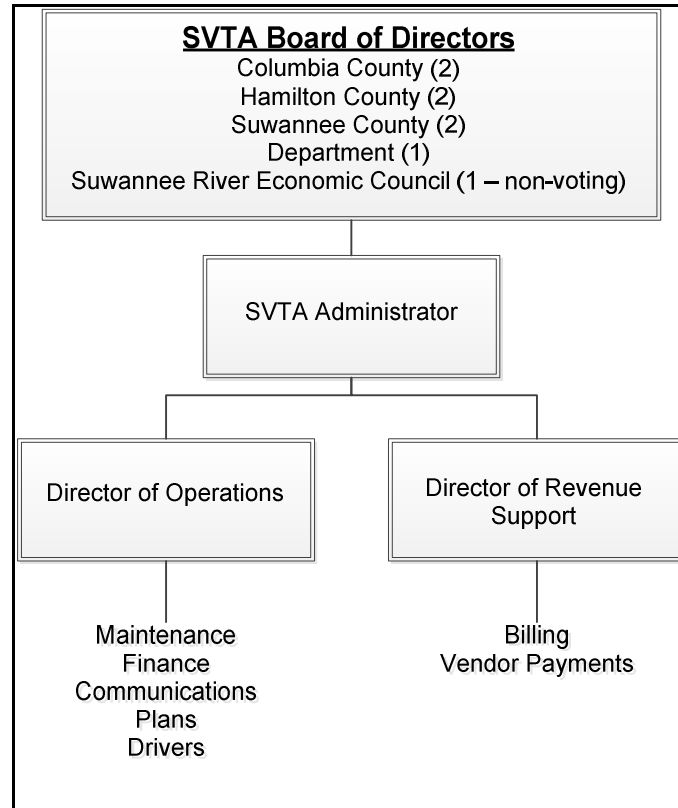 SVTA Board of Directors
Columbia County (2)
Hamilton County (2)
Suwannee County (2)
Department (1)
Suwannee River Economic Council (1 – non-voting)
SVTA Administrator
Director of Operations
Director of Revenue
Support
Maintenance
Finance
Communications
Plans
Drivers
Billing
Vendor Payments